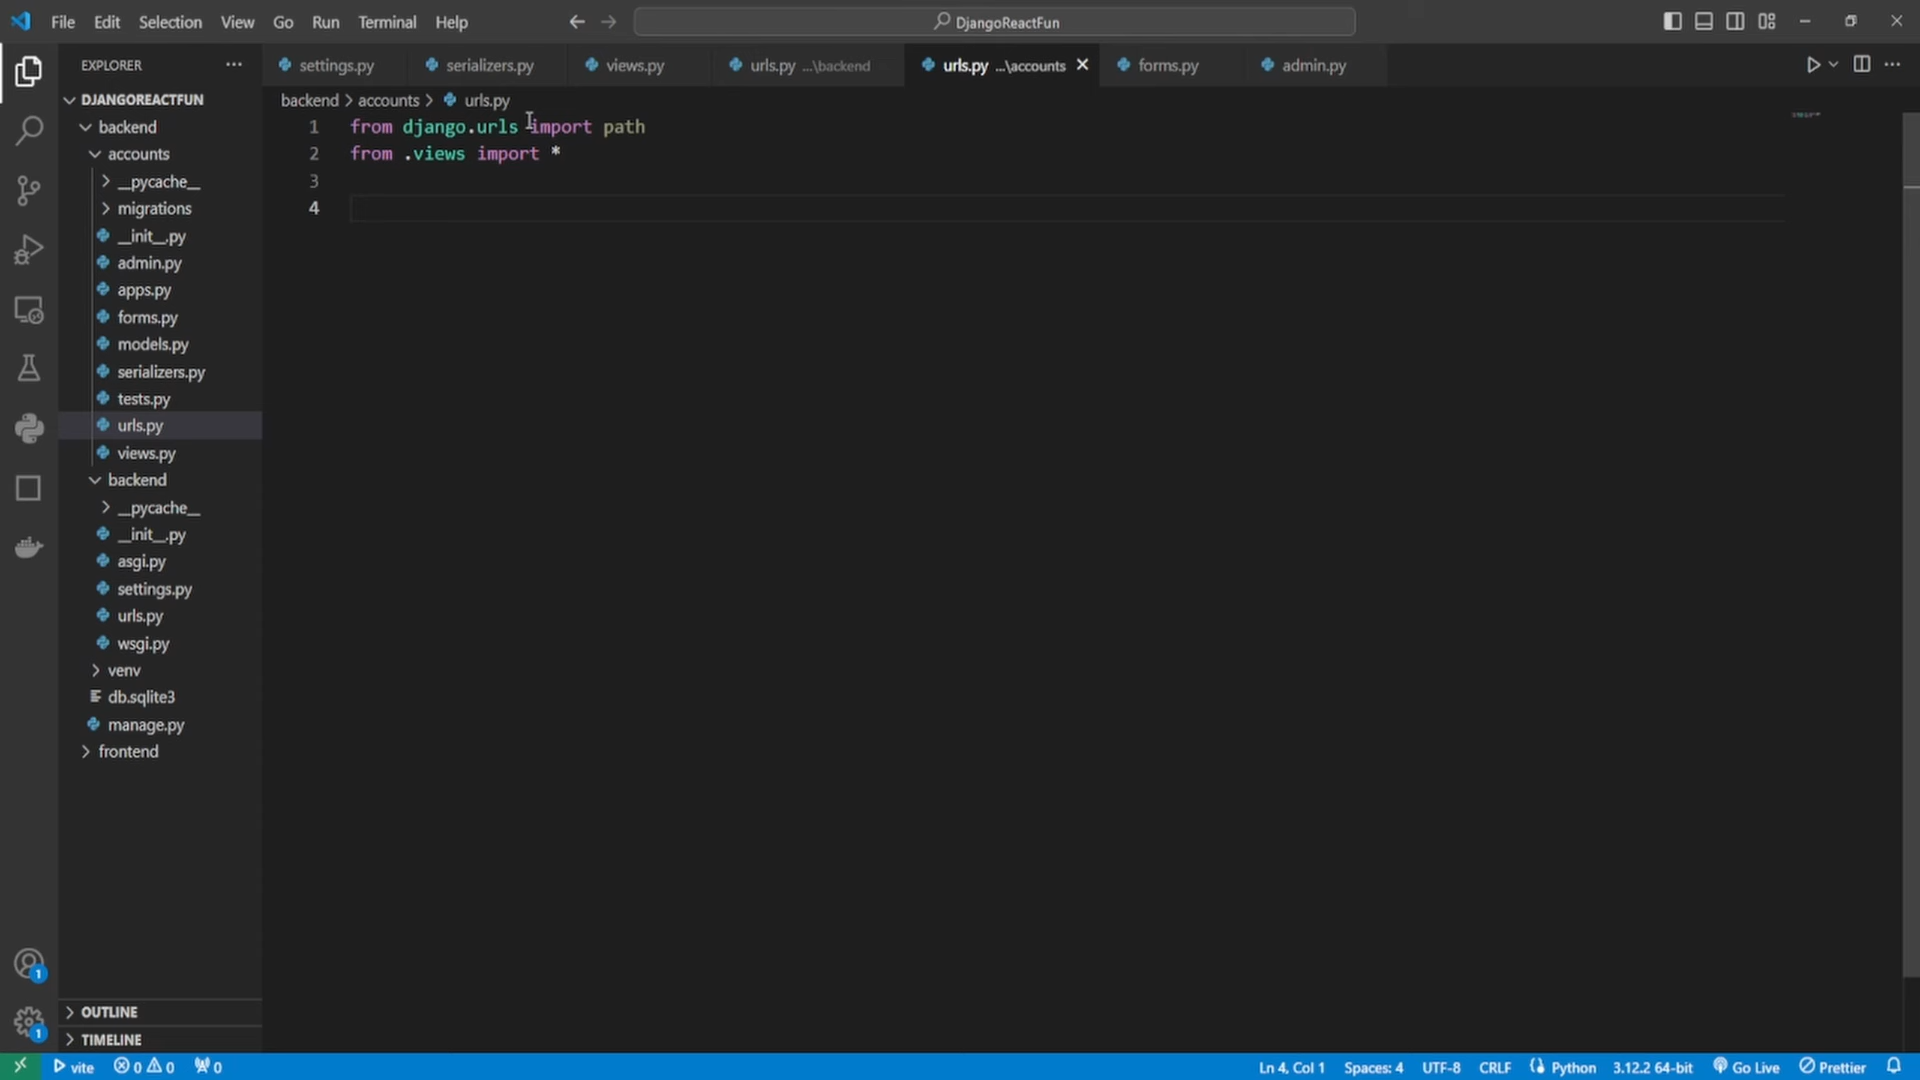 File Edit Selection View Go Run Terminal Help
DjangoReactFun
EXPLORER
settings.py
serializers.py
views.py
urls.py ...\backend
urls.py ...\accounts
forms.py
admin.py
DJANGOREACTFUN
backend > accounts > urls.py
backend
accounts
__pycache__
migrations
__init__.py
admin.py
apps.py
forms.py
models.py
serializers.py
tests.py
urls.py
views.py
backend
__pycache__
__init__.py
asgi.py
settings.py
urls.py
wsgi.py
venv
db.sqlite3
manage.py
frontend
1 from django.urls import path
2 from .views import *
3
4
1
1
OUTLINE
TIMELINE
vite 0 0 0 Ln 4, Col 1 Spaces: 4 UTF-8 CRLF Python 3.12.2 64-bit Go Live Prettier